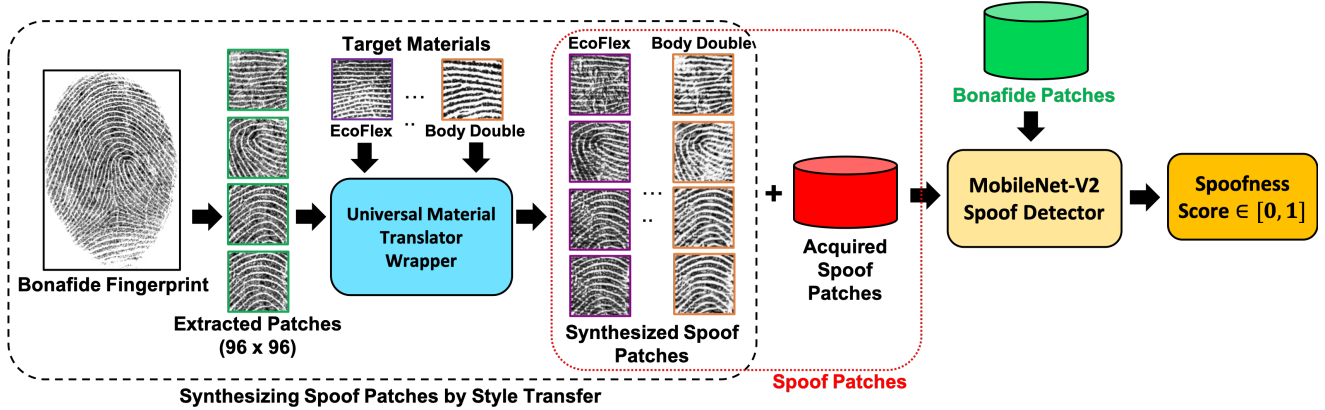 Target Materials
EcoFlex
Body Double
Bonafide Fingerprint
Extracted Patches
(96 x 96)
Universal Material
Translator
Wrapper
EcoFlex
Body Double
Synthesized Spoof
Patches
Synthesizing Spoof Patches by Style Transfer
+
Acquired
Spoof
Patches
Spoof Patches
Bonafide Patches
MobileNet-V2
Spoof Detector
Spoofness
Score ∈ [0, 1]